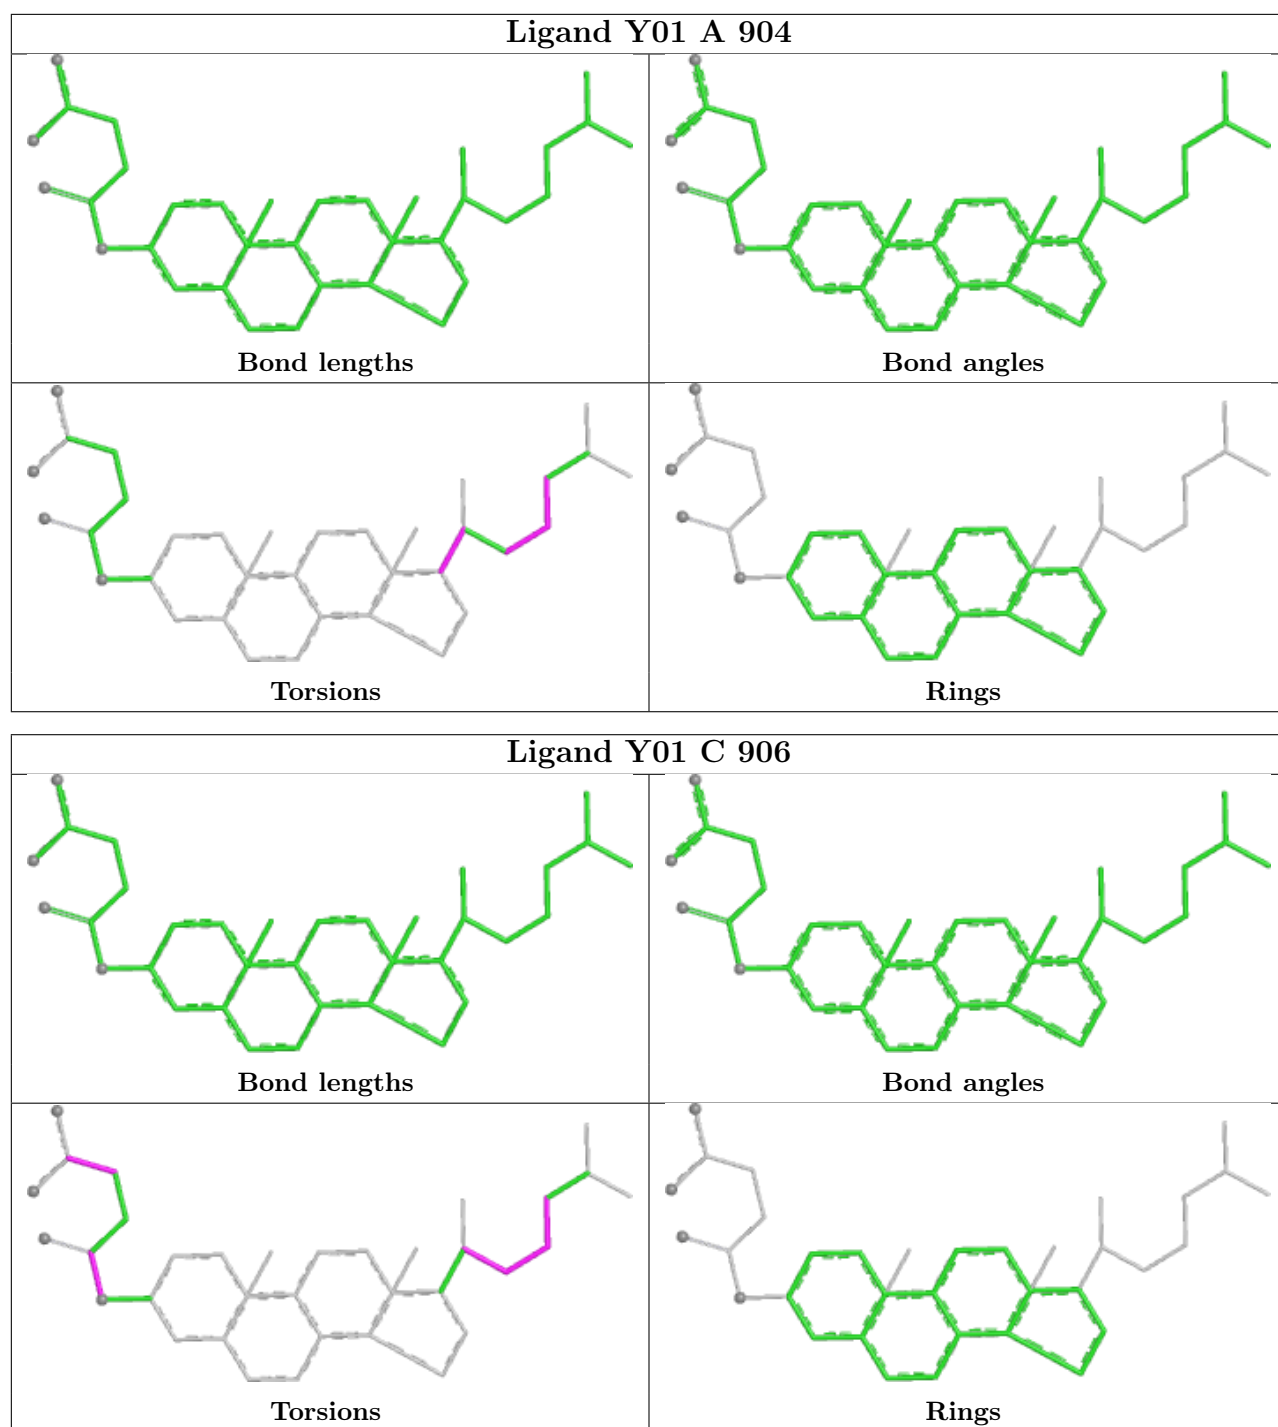 Ligand Y01 A 904
Bond lengths
Bond angles
Torsions
Rings
Ligand Y01 C 906
Bond lengths
Bond angles
Torsions
Rings